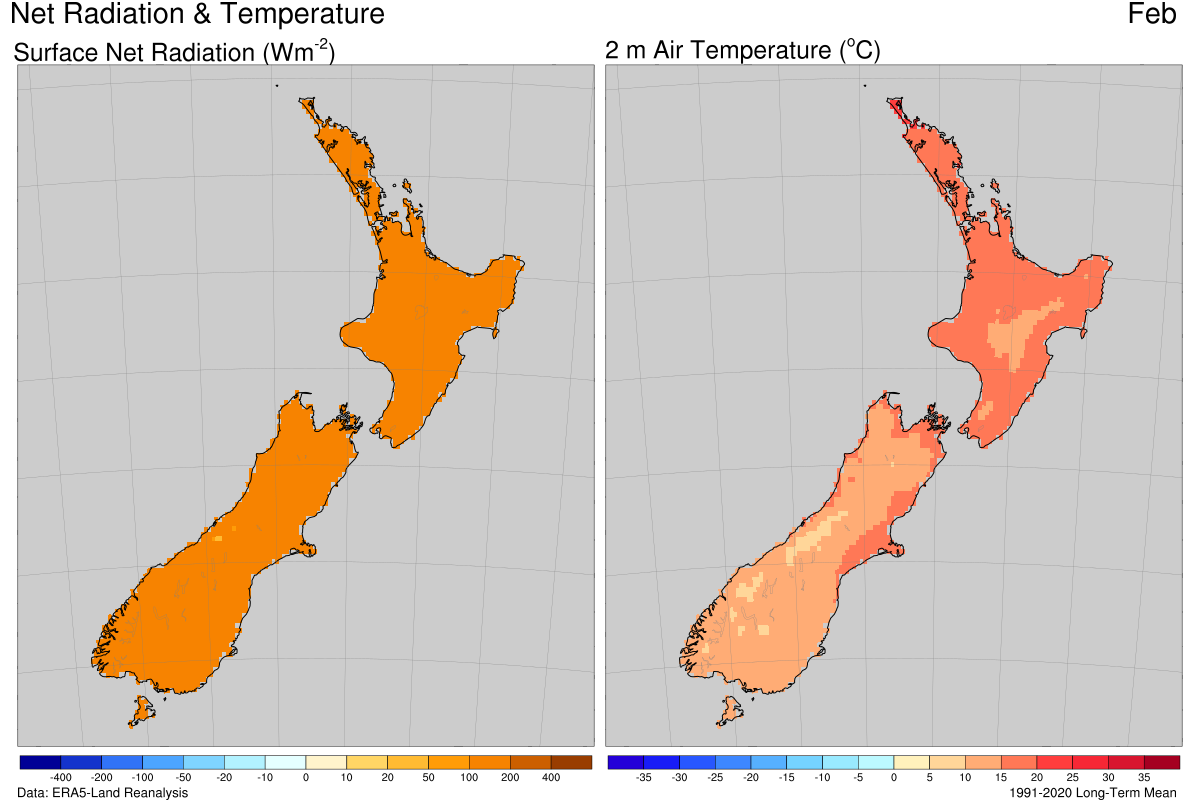 Net Radiation & Temperature Feb
Surface Net Radiation (Wm-2) 2 m Air Temperature (oC)
-400 -200 -100 -50 -20 -10 0 10 20 50 100 200 400 -35 -30 -25 -20 -15 -10 -5 0 5 10 15 20 25 30 35
Data: ERA5-Land Reanalysis 1991-2020 Long-Term Mean